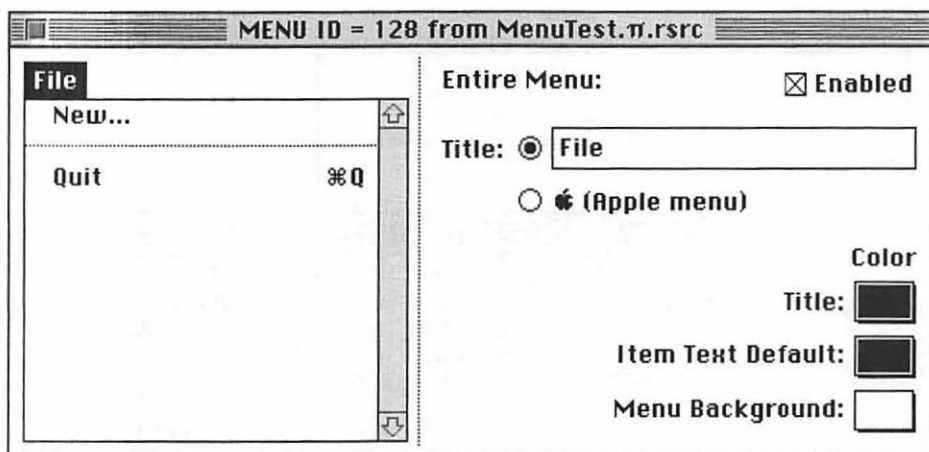 MENU ID = 128 from MenuTest.π.rsrc
File
New...
Quit ⌘Q
Entire Menu: Enabled
Title: File
(Apple menu)
Color
Title:
Item Text Default:
Menu Background: